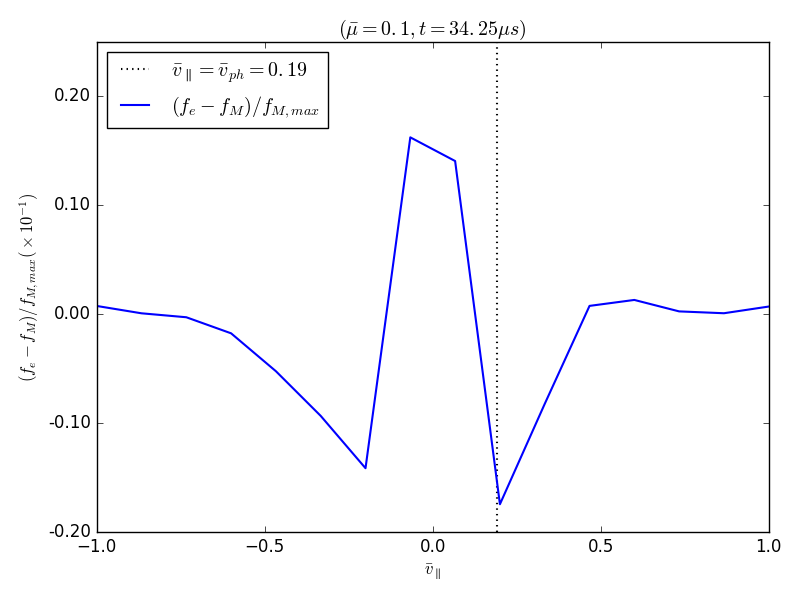 (μ̄ = 0.1, t = 34.25μs)
v̄∥ = v̄ph = 0.19
(fe − fM)/fM,max
(fe − fM)/fM,max(×10⁻¹)
0.20
0.10
0.00
-0.10
-0.20
−1.0 −0.5 0.0 0.5 1.0
v̄∥